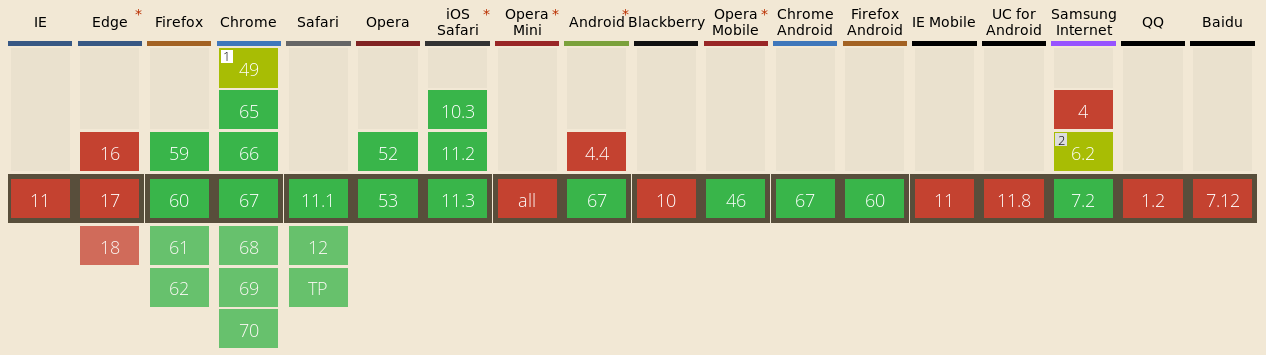 IE Edge * Firefox Chrome Safari Opera iOS Safari * Opera Mini * Android * Blackberry Opera Mobile * Chrome Android Firefox Android IE Mobile UC for Android Samsung Internet QQ Baidu
1 49
65 10.3 4
16 59 66 52 11.2 4.4 2 6.2
11 17 60 67 11.1 53 11.3 all 67 10 46 67 60 11 11.8 7.2 1.2 7.12
18 61 68 12
62 69 TP
70